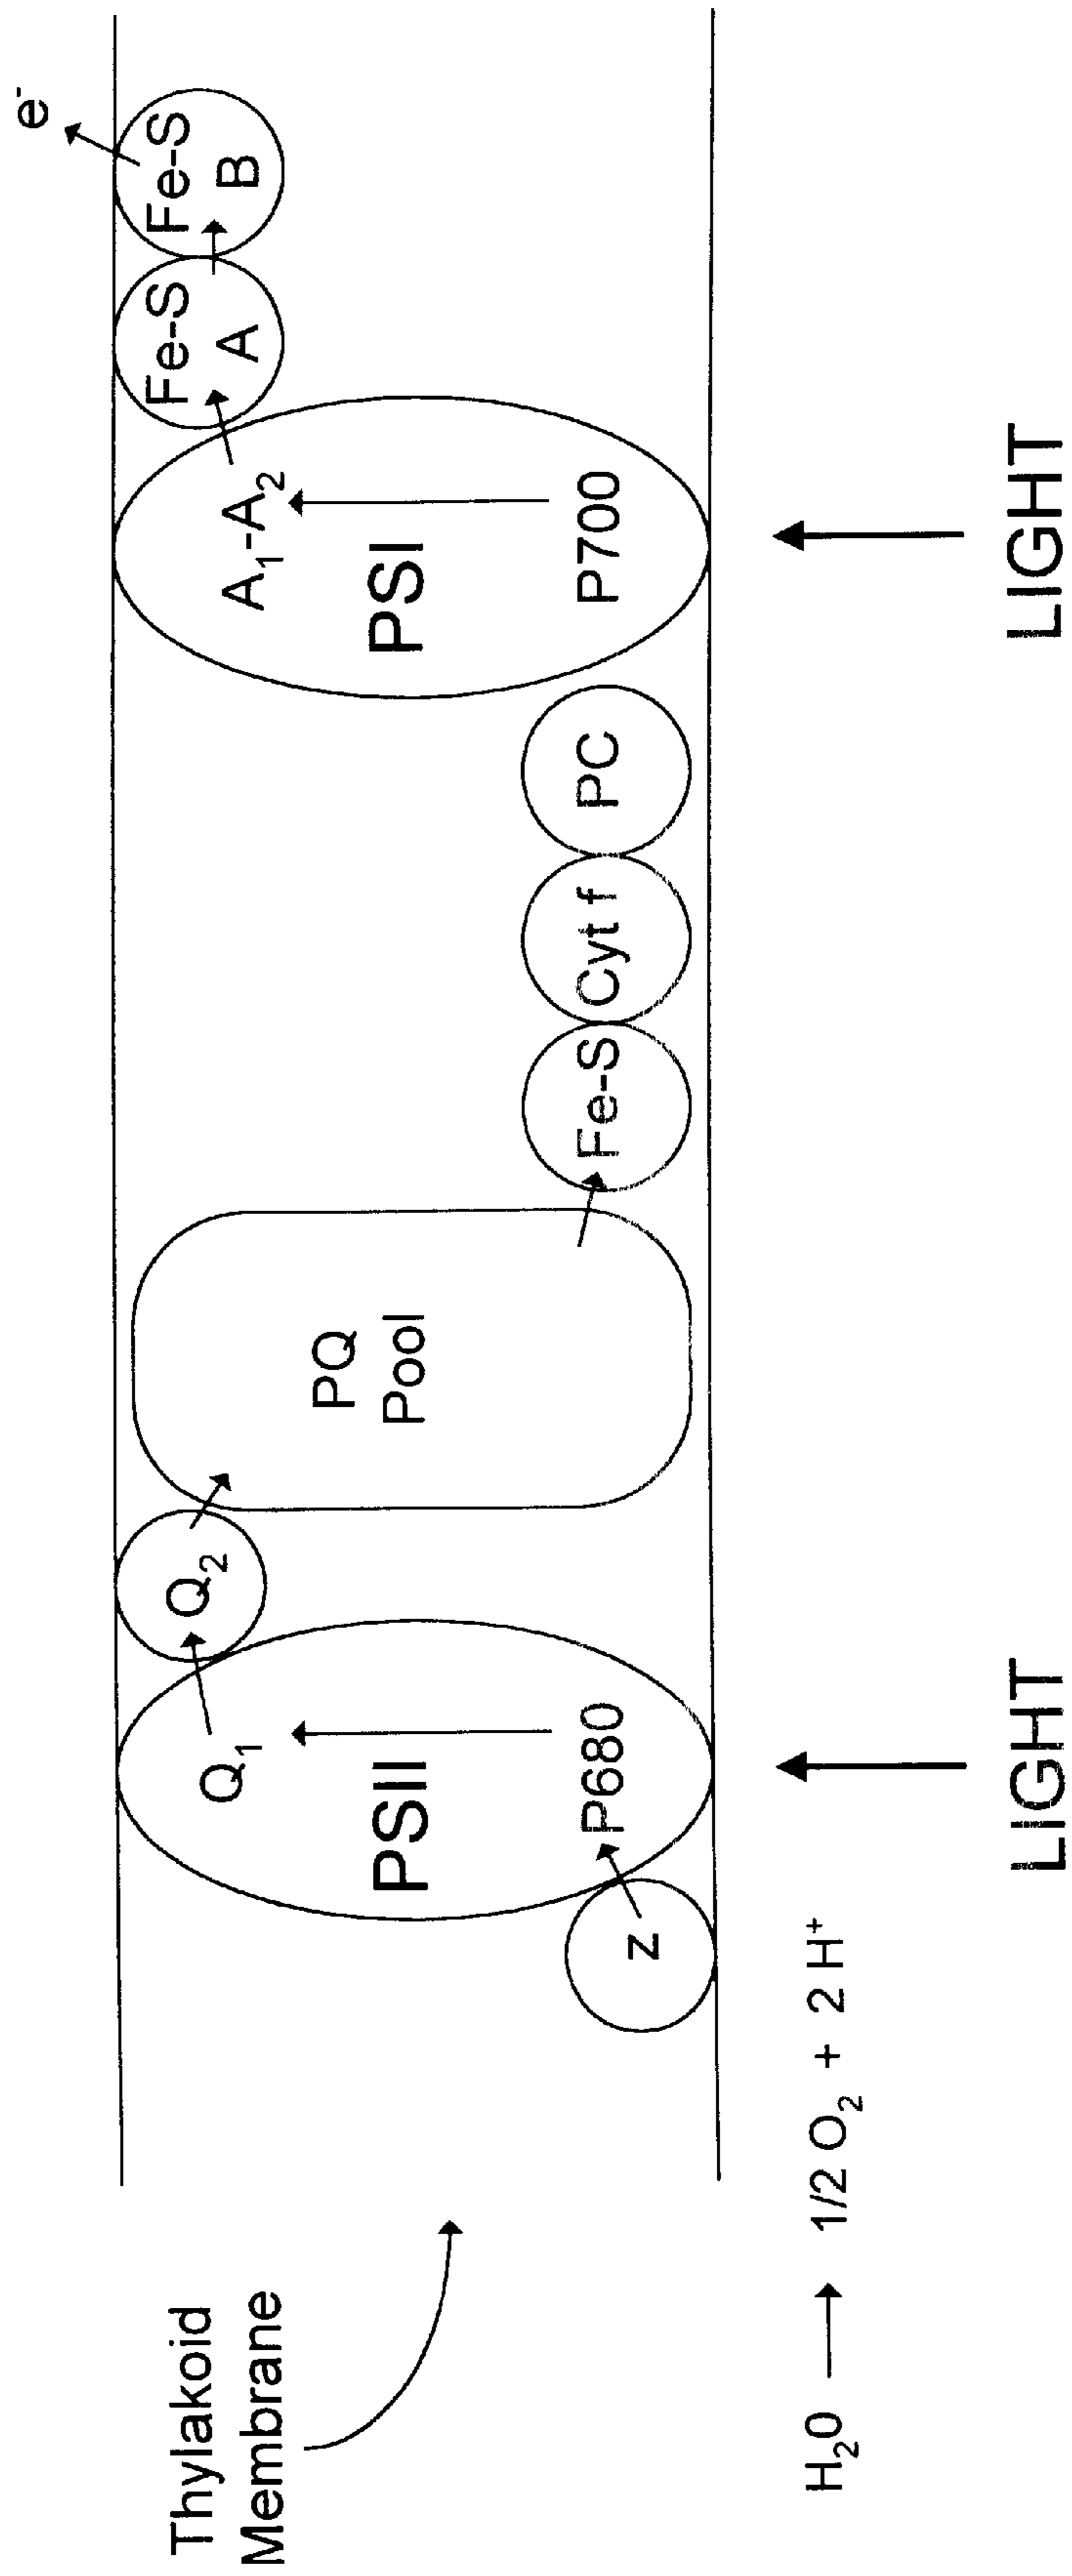 Thylakoid
Membrane
H₂0 → 1/2 O₂ + 2 H⁺
z
P680
PSII
Q₁
Q₂
PQ
Pool
Fe-S
Cyt f
PC
P700
PSI
A₁-A₂
Fe-S
A
Fe-S
B
e⁻
LIGHT
LIGHT